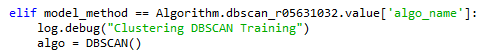 elif model_method == Algorithm.dbscan_r05631032.value['algo_name']:
    log.debug("Clustering DBSCAN Training")
    algo = DBSCAN()